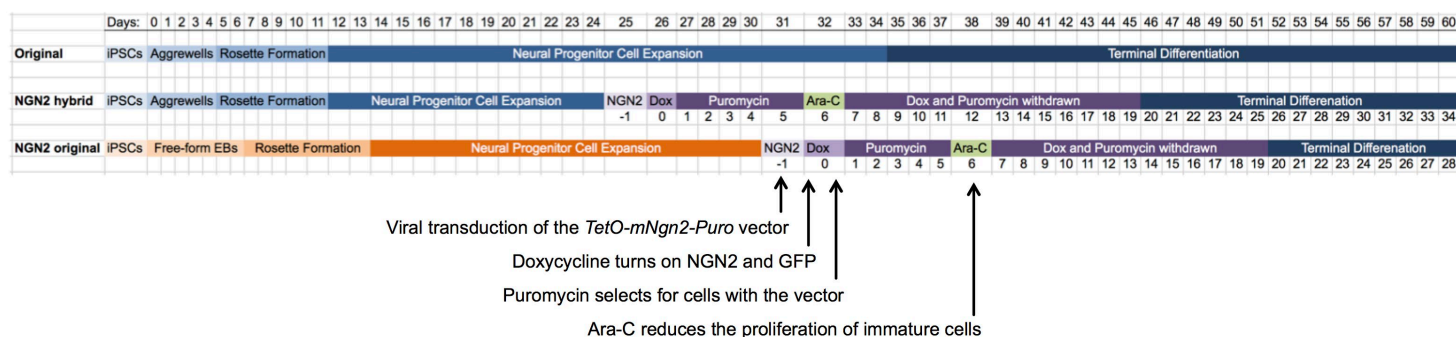 Days: 0 1 2 3 4 5 6 7 8 9 10 11 12 13 14 15 16 17 18 19 20 21 22 23 24 25 26 27 28 29 30 31 32 33 34 35 36 37 38 39 40 41 42 43 44 45 46 47 48 49 50 51 52 53 54 55 56 57 58 59 60
Original iPSCs Aggrewells Rosette Formation Neural Progenitor Cell Expansion Terminal Differentiation
NGN2 hybrid iPSCs Aggrewells Rosette Formation Neural Progenitor Cell Expansion NGN2 Dox Puromycin Ara-C Dox and Puromycin withdrawn Terminal Differenation
-1 0 1 2 3 4 5 6 7 8 9 10 11 12 13 14 15 16 17 18 19 20 21 22 23 24 25 26 27 28 29 30 31 32 33 34
NGN2 original iPSCs Free-form EBs Rosette Formation Neural Progenitor Cell Expansion NGN2 Dox Puromycin Ara-C Dox and Puromycin withdrawn Terminal Differenation
-1 0 1 2 3 4 5 6 7 8 9 10 11 12 13 14 15 16 17 18 19 20 21 22 23 24 25 26 27 28
Viral transduction of the TetO-mNgn2-Puro vector
Doxycycline turns on NGN2 and GFP
Puromycin selects for cells with the vector
Ara-C reduces the proliferation of immature cells